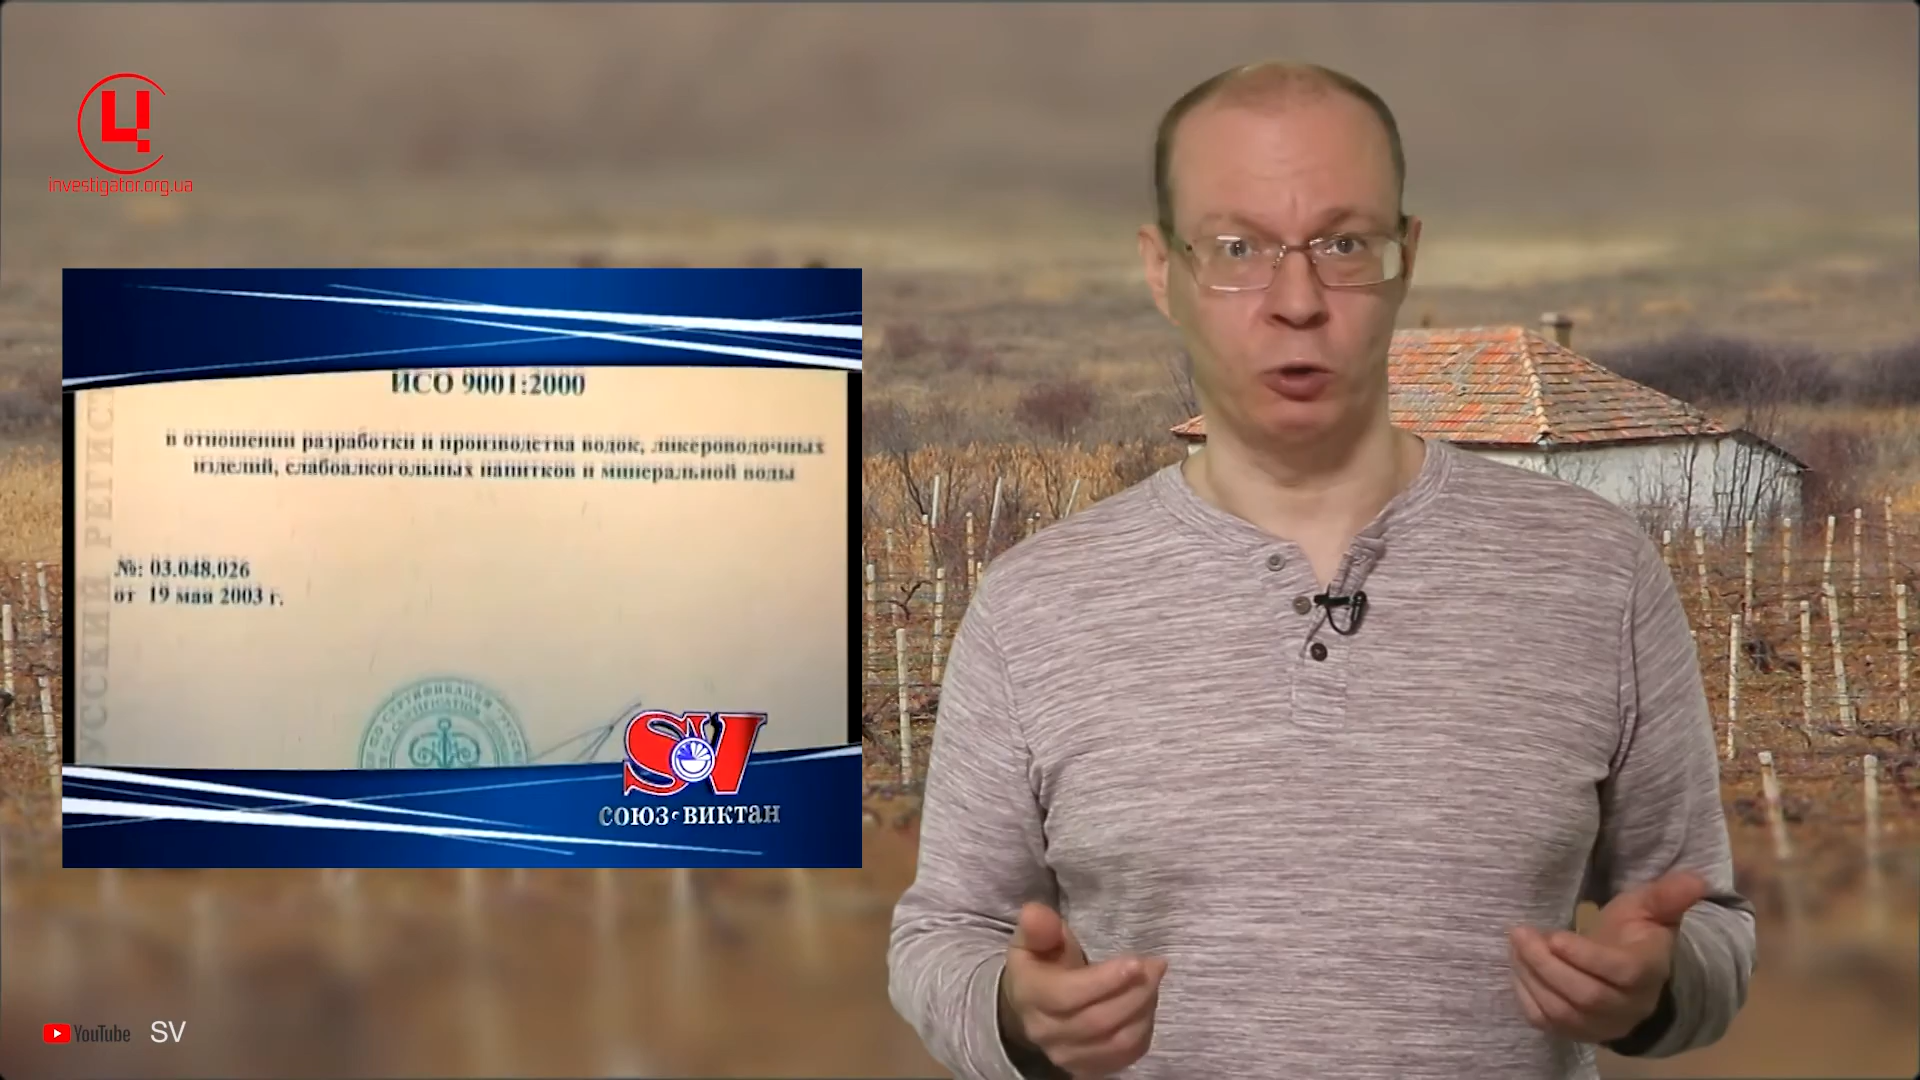 Ц
investigator.org.ua
ИСО 9001:2000
в отношении разработки и производства водок, ликероводочных
изделий, слабоалкогольных напитков и минеральной воды
№: 03.048.026
от 19 мая 2003 г.
SV
СОЮЗ-ВИКТАН
YouTube SV